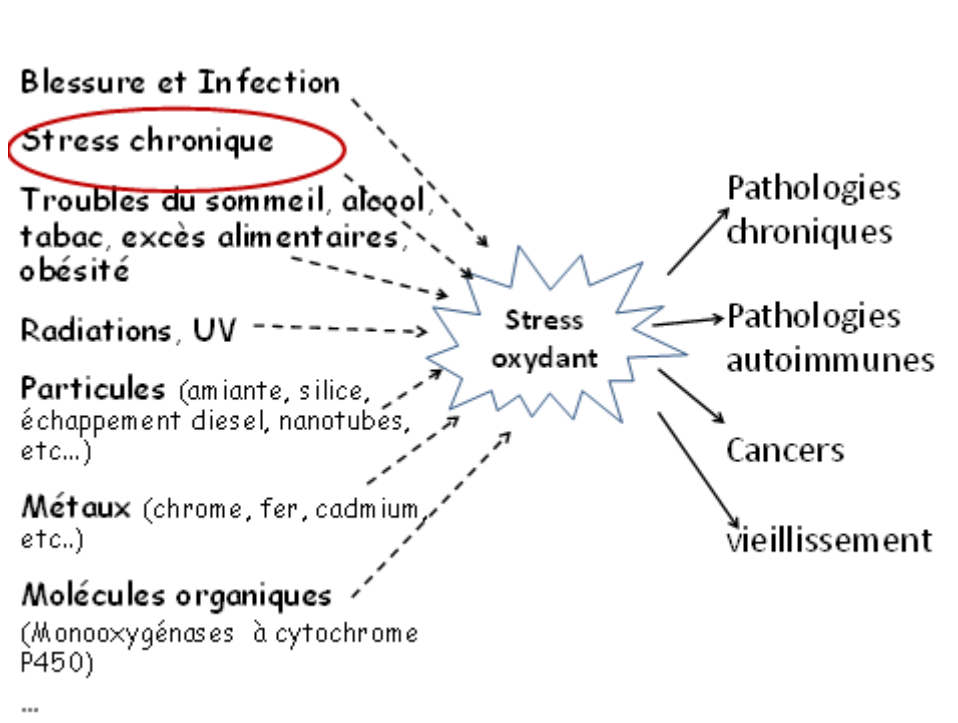 Blessure et Infection
Stress chronique
Troubles du sommeil, alcool,
tabac, excès alimentaires,
obésité
Radiations, UV
Particules (amiante, silice,
échappement diesel, nanotubes,
etc...)
Métaux (chrome, fer, cadmium,
etc..)
Molécules organiques
(Monooxygénases à cytochrome
P450)
...
Stress
oxydant
Pathologies
chroniques
Pathologies
autoimmunes
Cancers
vieillissement